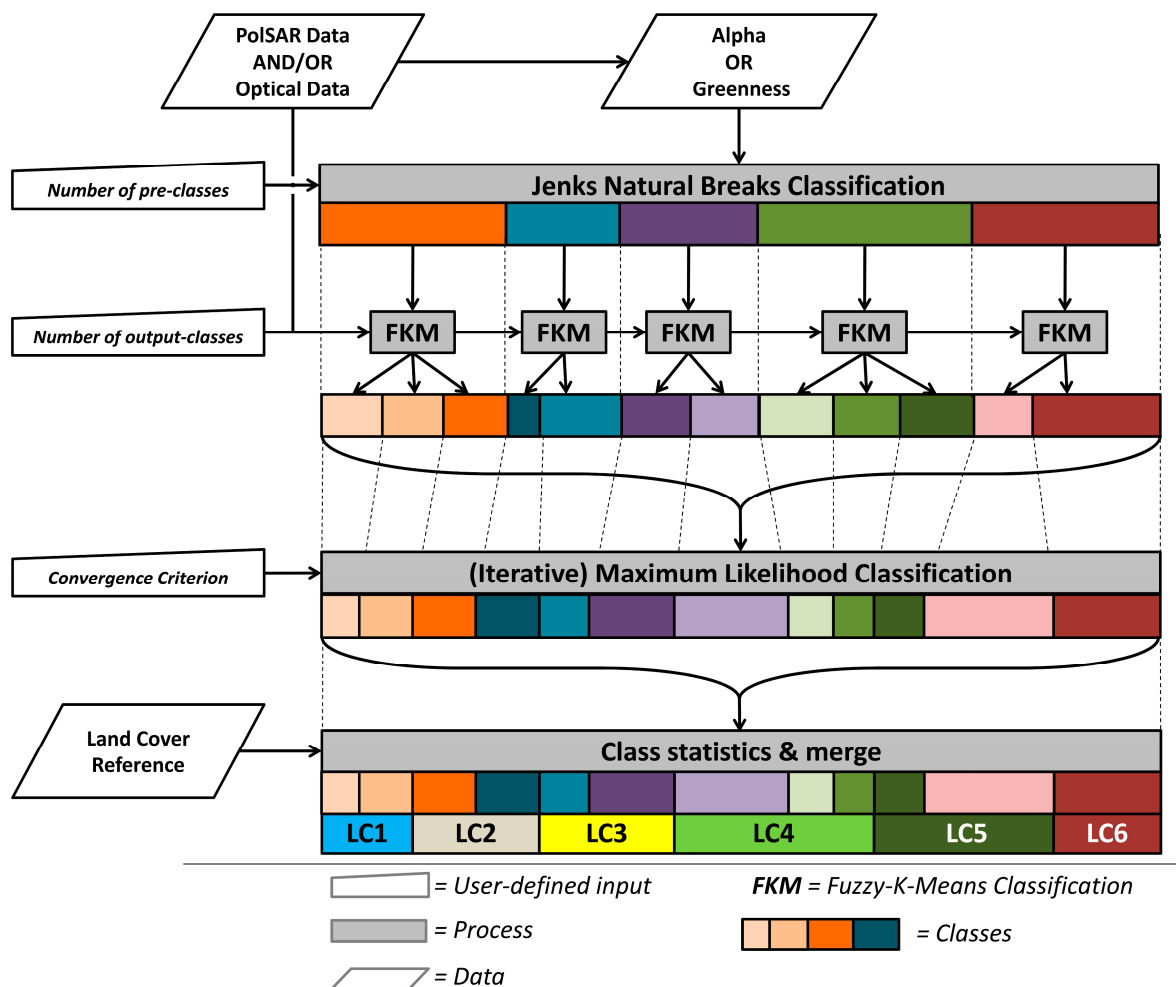 PolSAR Data
AND/OR
Optical Data
Alpha
OR
Greenness
Number of pre-classes
Jenks Natural Breaks Classification
Number of output-classes
FKM
FKM
FKM
FKM
FKM
Convergence Criterion
(Iterative) Maximum Likelihood Classification
Land Cover
Reference
Class statistics & merge
LC1
LC2
LC3
LC4
LC5
LC6
= User-defined input
FKM = Fuzzy-K-Means Classification
= Process
= Classes
= Data